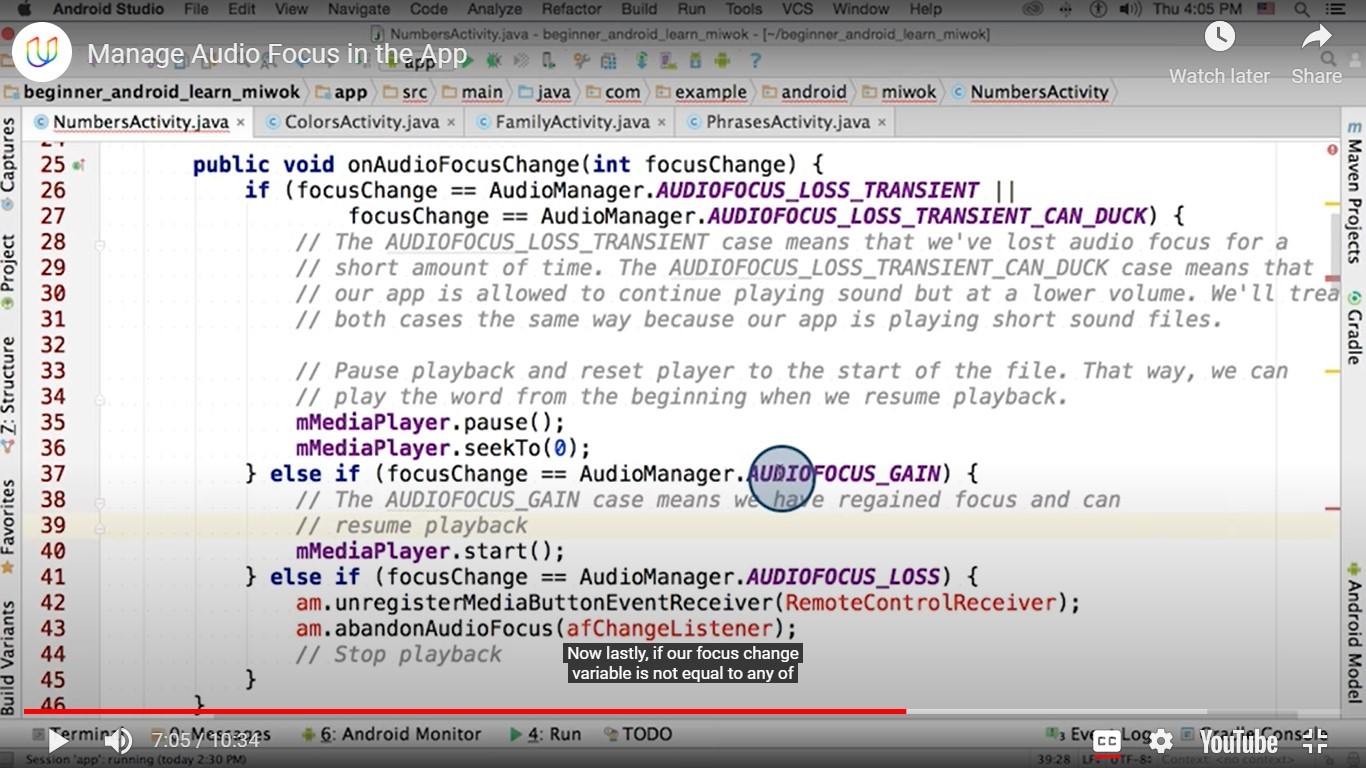 Android Studio File Edit View Navigate Code Analyze Refactor Build Run Tools VCS Window Help Thu 4:05 PM
NumbersActivity.java - beginner_android_learn_miwok - [~/beginner_android_learn_miwok]
Manage Audio Focus in the App
app
Watch later Share
beginner_android_learn_miwok app src main java com example android miwok NumbersActivity
NumbersActivity.java ColorsActivity.java FamilyActivity.java PhrasesActivity.java
Captures
Project
Z: Structure
Favorites
Build Variants
24
25 public void onAudioFocusChange(int focusChange) {
26 if (focusChange == AudioManager.AUDIOFOCUS_LOSS_TRANSIENT ||
27 focusChange == AudioManager.AUDIOFOCUS_LOSS_TRANSIENT_CAN_DUCK) {
28 // The AUDIOFOCUS_LOSS_TRANSIENT case means that we've lost audio focus for a
29 // short amount of time. The AUDIOFOCUS_LOSS_TRANSIENT_CAN_DUCK case means that
30 // our app is allowed to continue playing sound but at a lower volume. We'll trea
31 // both cases the same way because our app is playing short sound files.
32
33 // Pause playback and reset player to the start of the file. That way, we can
34 // play the word from the beginning when we resume playback.
35 mMediaPlayer.pause();
36 mMediaPlayer.seekTo(0);
37 } else if (focusChange == AudioManager.AUDIOFOCUS_GAIN) {
38 // The AUDIOFOCUS_GAIN case means we have regained focus and can
39 // resume playback
40 mMediaPlayer.start();
41 } else if (focusChange == AudioManager.AUDIOFOCUS_LOSS) {
42 am.unregisterMediaButtonEventReceiver(RemoteControlReceiver);
43 am.abandonAudioFocus(afChangeListener);
44 // Stop playback
45 }
46 }
Maven Projects
Gradle
Android Model
Now lastly, if our focus change
variable is not equal to any of
Terminal 0: Messages 6: Android Monitor 4: Run TODO 3 Event Log Gradle Console
7:05 / 10:34 CC YouTube
Session 'app': running (today 2:30 PM) 39:28 LF÷ UTF-8÷ Context: <no context>